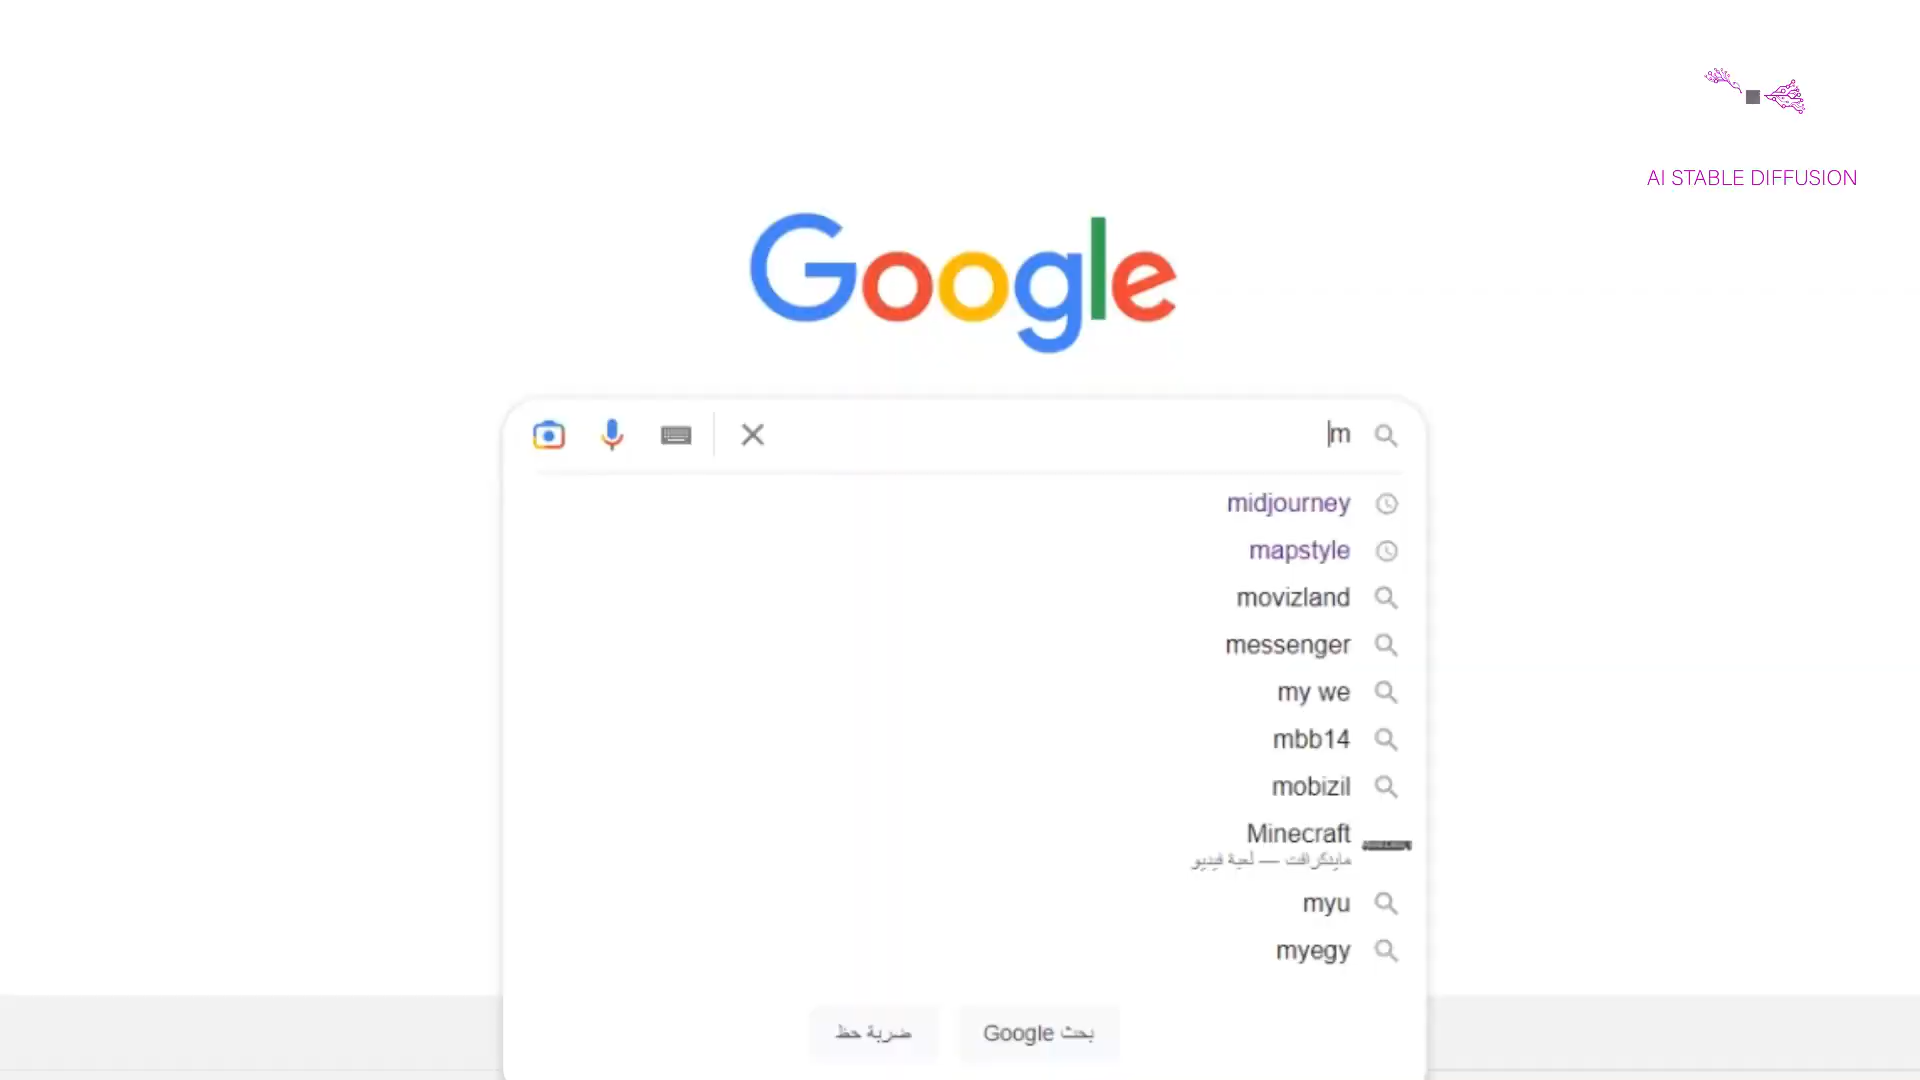 AI STABLE DIFFUSION
Google
m
midjourney
mapstyle
movizland
messenger
my we
mbb14
mobizil
Minecraft
ماينكرافت — لعبة فيديو
myu
myegy
بحث Google
ضربة حظ